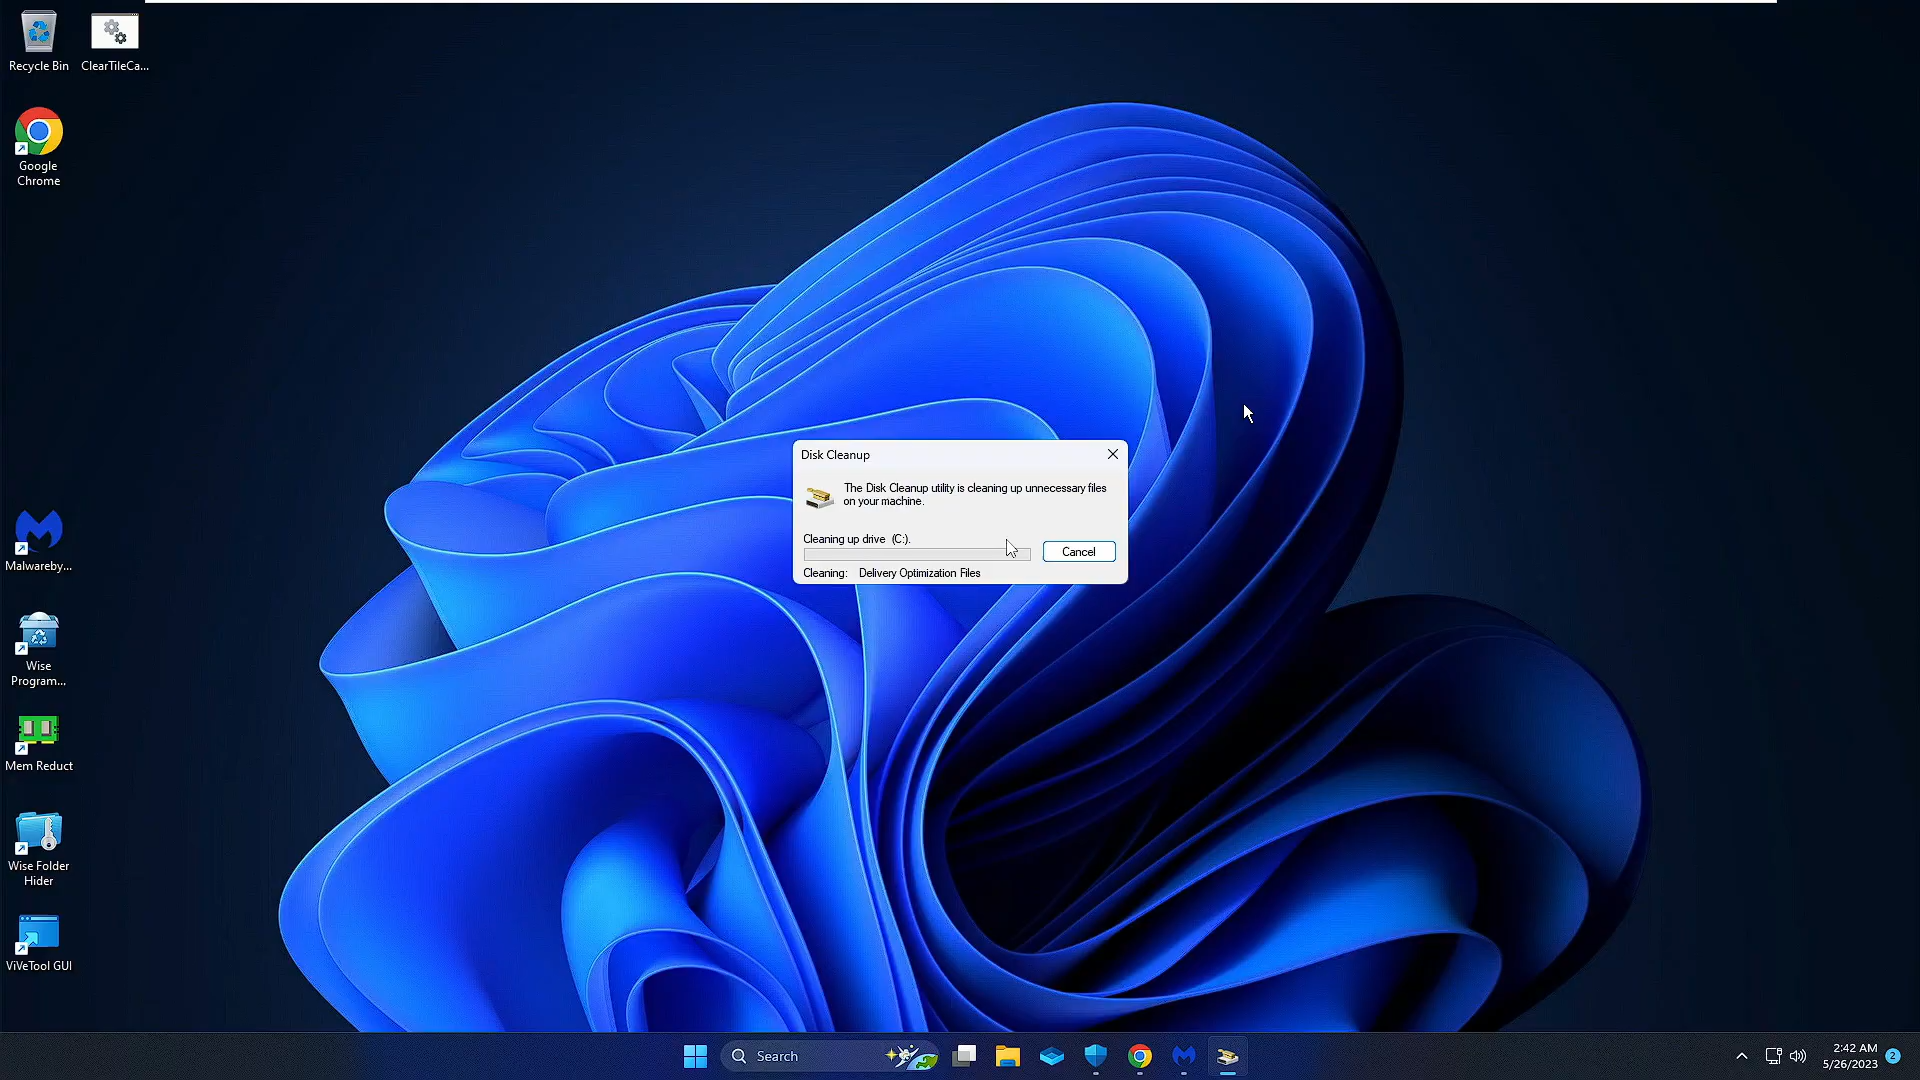 Recycle Bin
ClearTileCa...
Google
Chrome
Malwareby...
Wise
Program...
Mem Reduct
Wise Folder
Hider
ViVeTool GUI
Disk Cleanup
The Disk Cleanup utility is cleaning up unnecessary files
on your machine.
Cleaning up drive (C:).
Cancel
Cleaning: Delivery Optimization Files
Search
2:42 AM
5/26/2023
2